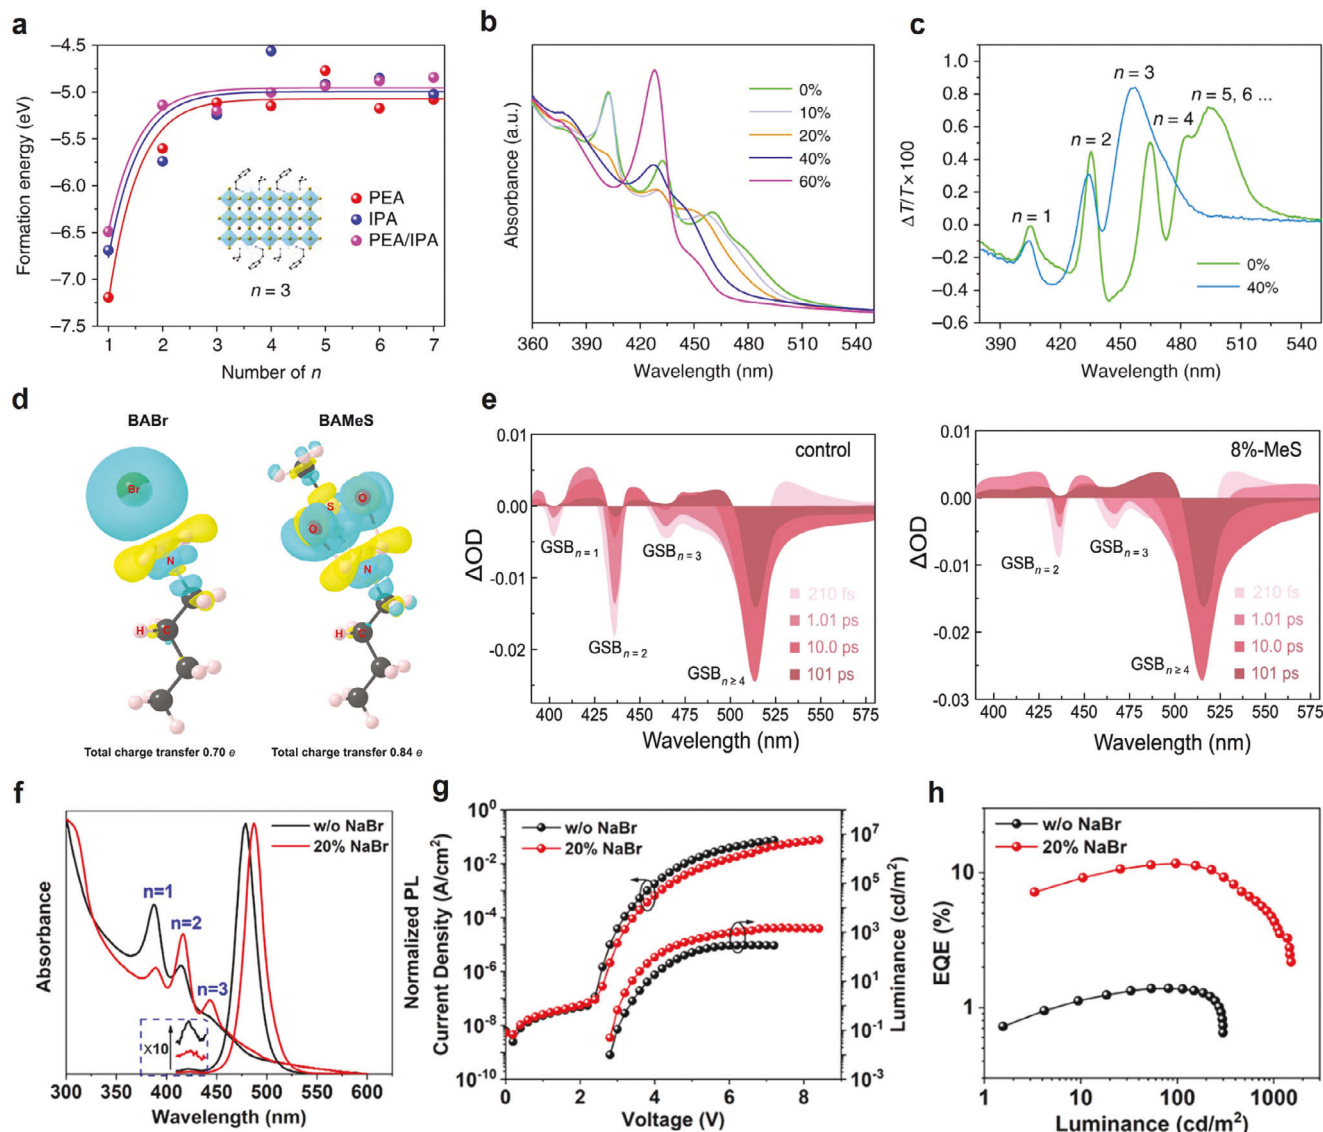 a
Formation energy (eV)
−4.5
−5.0
−5.5
−6.0
−6.5
−7.0
−7.5
1 2 3 4 5 6 7
Number of n
n = 3
PEA
IPA
PEA/IPA
b
Absorbance (a.u.)
0%
10%
20%
40%
60%
360 390 420 450 480 510 540
Wavelength (nm)
c
ΔT/T × 100
1.0
0.8
0.6
0.4
0.2
0.0
−0.2
−0.4
−0.6
n = 1
n = 2
n = 3
n = 4
n = 5, 6 ...
0%
40%
390 420 450 480 510 540
Wavelength (nm)
d
BABr
Br
N
H C
Total charge transfer 0.70 e
BAMeS
S
O
O
N
H C
Total charge transfer 0.84 e
e
ΔOD
0.01
0.00
-0.01
-0.02
control
GSBn = 1
GSBn = 2
GSBn = 3
GSBn ≥ 4
210 fs
1.01 ps
10.0 ps
101 ps
400 425 450 475 500 525 550 575
Wavelength (nm)
ΔOD
0.01
0.00
-0.01
-0.02
-0.03
8%-MeS
GSBn = 2
GSBn = 3
GSBn ≥ 4
210 fs
1.01 ps
10.0 ps
101 ps
400 425 450 475 500 525 550 575
Wavelength (nm)
f
Absorbance
Normalized PL
w/o NaBr
20% NaBr
n=1
n=2
n=3
X10
300 350 400 450 500 550 600
Wavelength (nm)
g
Current Density (A/cm²)
10⁰
10⁻²
10⁻⁴
10⁻⁶
10⁻⁸
10⁻¹⁰
w/o NaBr
20% NaBr
Luminance (cd/m²)
10⁷
10⁵
10³
10¹
10⁻¹
10⁻³
0 2 4 6 8
Voltage (V)
h
EQE (%)
10
1
w/o NaBr
20% NaBr
1 10 100 1000
Luminance (cd/m²)